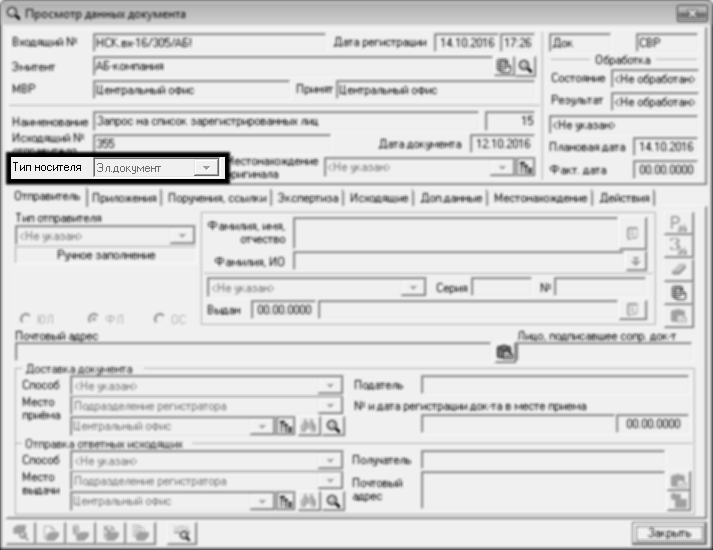 Просмотр данных документа
Входящий № НСК.вх-16/305/АБ! Дата регистрации 14.10.2016 17:26 Док. СВР
Обработка
Эмитент АБ-компания
Состояние <Не обработано
МВР Центральный офис Принят Центральный офис
Результат <Не обработано
Наименование Запрос на список зарегистрированных лиц 15
<Не указано>
Исходящий № 355 Дата документа 12.10.2016
отправителя
Плановая дата 14.10.2016
Тип носителя Эл.документ Местонахождение оригинала <Не указано>
Факт. дата 00.00.0000
Отправитель Приложения Поручения, ссылки Экспертиза Исходящие Доп.данные Местонахождение Действия
Тип отправителя
<Не указано>
Ручное заполнение
Фамилия, имя,
отчество
Фамилия, ИО
<Не указано> Серия №
Выдан 00.00.0000
ЮЛ ФЛ ОС
Почтовый адрес Лицо, подписавшее сопр. док-т
Доставка документа
Способ <Не указано> Податель
Место
приёма
Подразделение регистратора № и дата регистрации док-та в месте приема
Центральный офис 00.00.0000
Отправка ответных исходящих
Способ <Не указано> Получатель
Место
выдачи
Подразделение регистратора Почтовый
адрес
Центральный офис
Закрыть